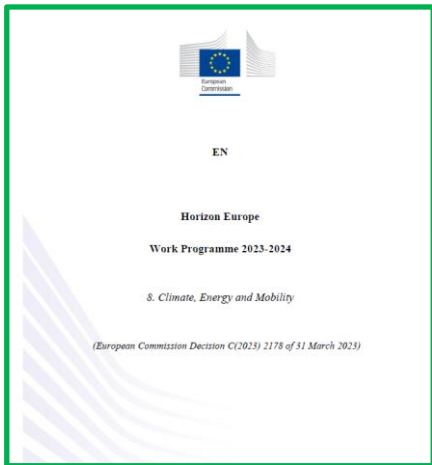 European
Commission
EN
Horizon Europe
Work Programme 2023-2024
8. Climate, Energy and Mobility
(European Commission Decision C(2023) 2178 of 31 March 2023)